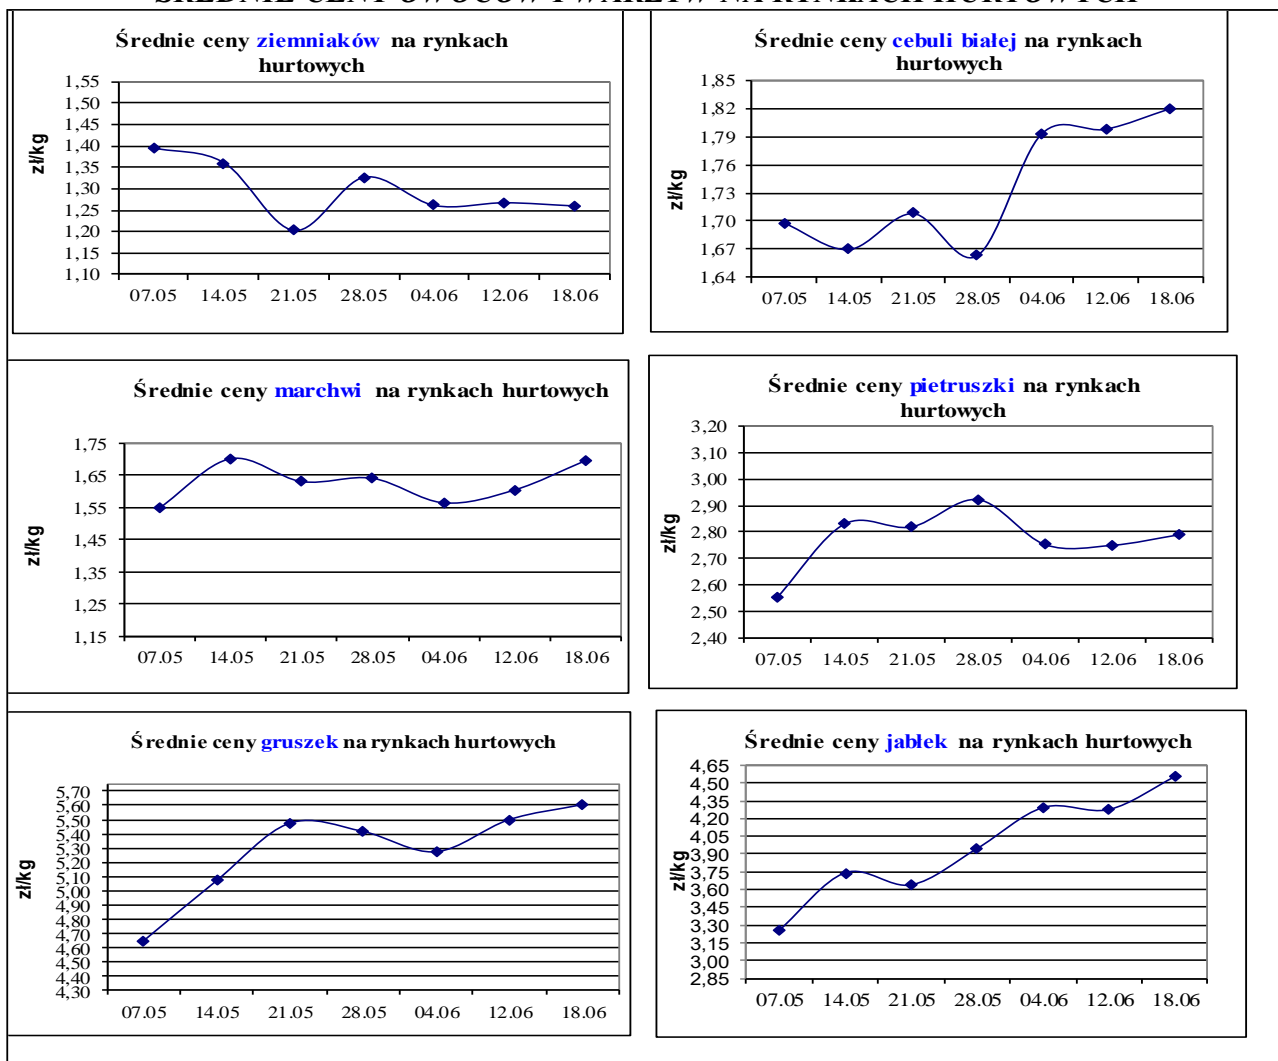 ŚREDNIE CENY OWOCÓW I WARZYW NA RYNKACH HURTOWYCH
Średnie ceny ziemniaków na rynkach
hurtowych
1,55
1,50
1,45
1,40
1,35
1,30
1,25
1,20
1,15
1,10
zł/kg
07.05 14.05 21.05 28.05 04.06 12.06 18.06
Średnie ceny cebuli białej na rynkach
hurtowych
1,85
1,82
1,79
1,76
1,73
1,70
1,67
1,64
zł/kg
07.05 14.05 21.05 28.05 04.06 12.06 18.06
Średnie ceny marchwi na rynkach hurtowych
1,75
1,65
1,55
1,45
1,35
1,25
1,15
zł/kg
07.05 14.05 21.05 28.05 04.06 12.06 18.06
Średnie ceny pietruszki na rynkach
hurtowych
3,20
3,10
3,00
2,90
2,80
2,70
2,60
2,50
2,40
zł/kg
07.05 14.05 21.05 28.05 04.06 12.06 18.06
Średnie ceny gruszek na rynkach hurtowych
5,70
5,60
5,50
5,40
5,30
5,20
5,10
5,00
4,90
4,80
4,70
4,60
4,50
4,40
4,30
zł/kg
07.05 14.05 21.05 28.05 04.06 12.06 18.06
Średnie ceny jabłek na rynkach hurtowych
4,65
4,50
4,35
4,20
4,05
3,90
3,75
3,60
3,45
3,30
3,15
3,00
2,85
zł/kg
07.05 14.05 21.05 28.05 04.06 12.06 18.06